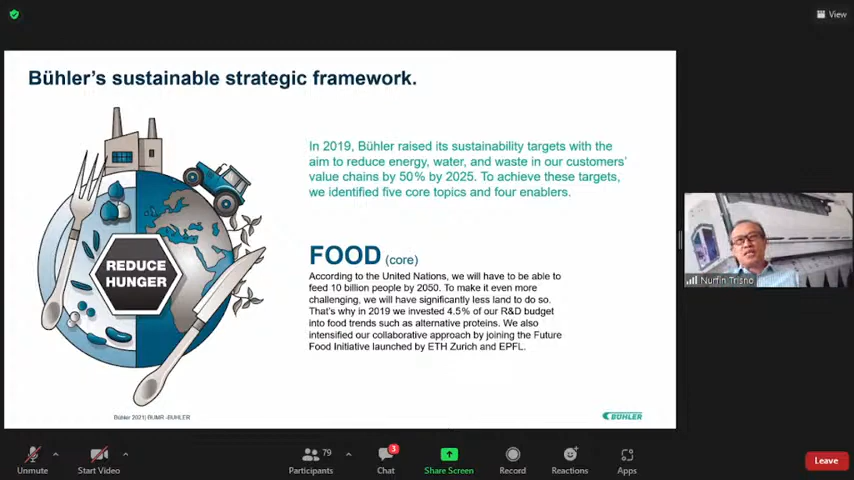 View
Bühler's sustainable strategic framework.
In 2019, Bühler raised its sustainability targets with the
aim to reduce energy, water, and waste in our customers'
value chains by 50% by 2025. To achieve these targets,
we identified five core topics and four enablers.
REDUCE
HUNGER
FOOD (core)
According to the United Nations, we will have to be able to
feed 10 billion people by 2050. To make it even more
challenging, we will have significantly less land to do so.
That's why in 2019 we invested 4.5% of our R&D budget
into food trends such as alternative proteins. We also
intensified our collaborative approach by joining the Future
Food Initiative launched by ETH Zurich and EPFL.
Nurfin Trisno
Bühler 2021| BUMR -BUHLER
BÜHLER
Unmute
Start Video
79
Participants
3
Chat
Share Screen
Record
Reactions
Apps
Leave